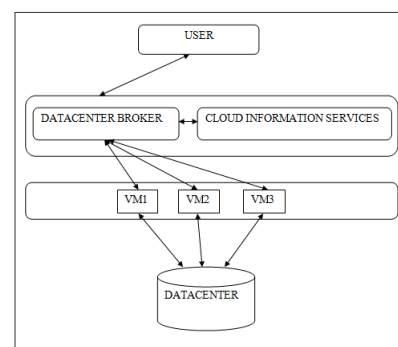 USER
DATACENTER BROKER
CLOUD INFORMATION SERVICES
VM1
VM2
VM3
DATACENTER